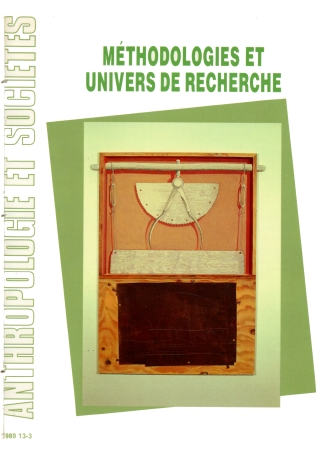 MÉTHODOLOGIES ET
UNIVERS DE RECHERCHE
ANTHROPOLOGIE ET SOCIÉTÉS
1989 13-3